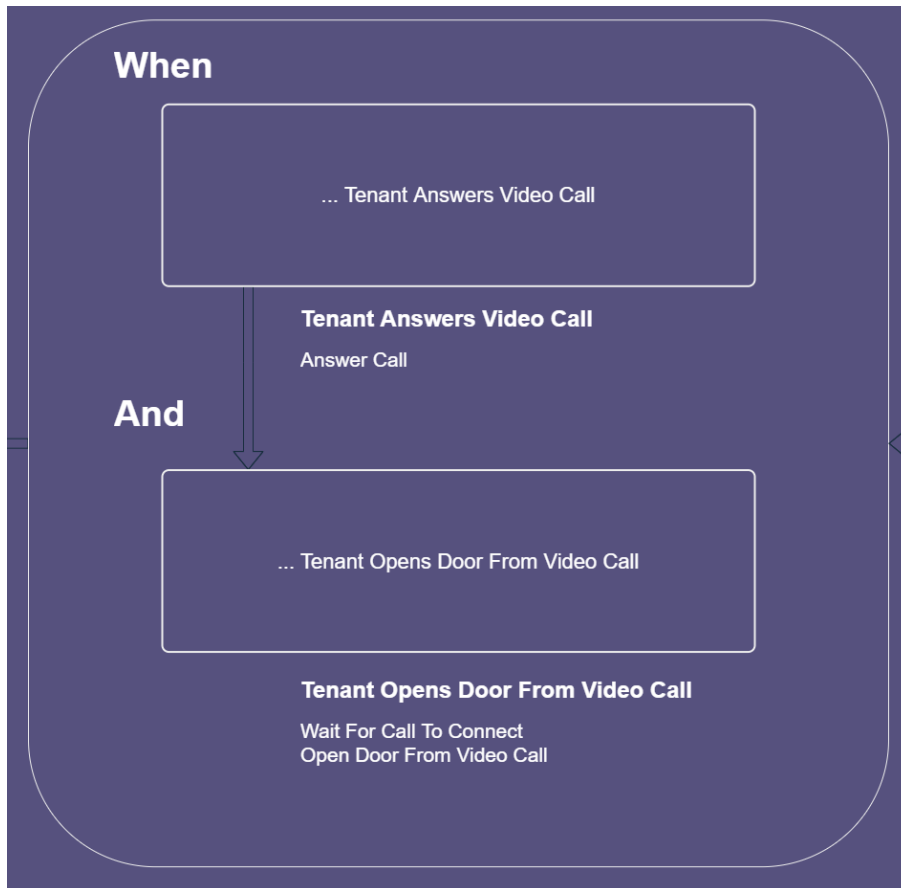 When
... Tenant Answers Video Call
Tenant Answers Video Call
Answer Call
And
... Tenant Opens Door From Video Call
Tenant Opens Door From Video Call
Wait For Call To Connect
Open Door From Video Call